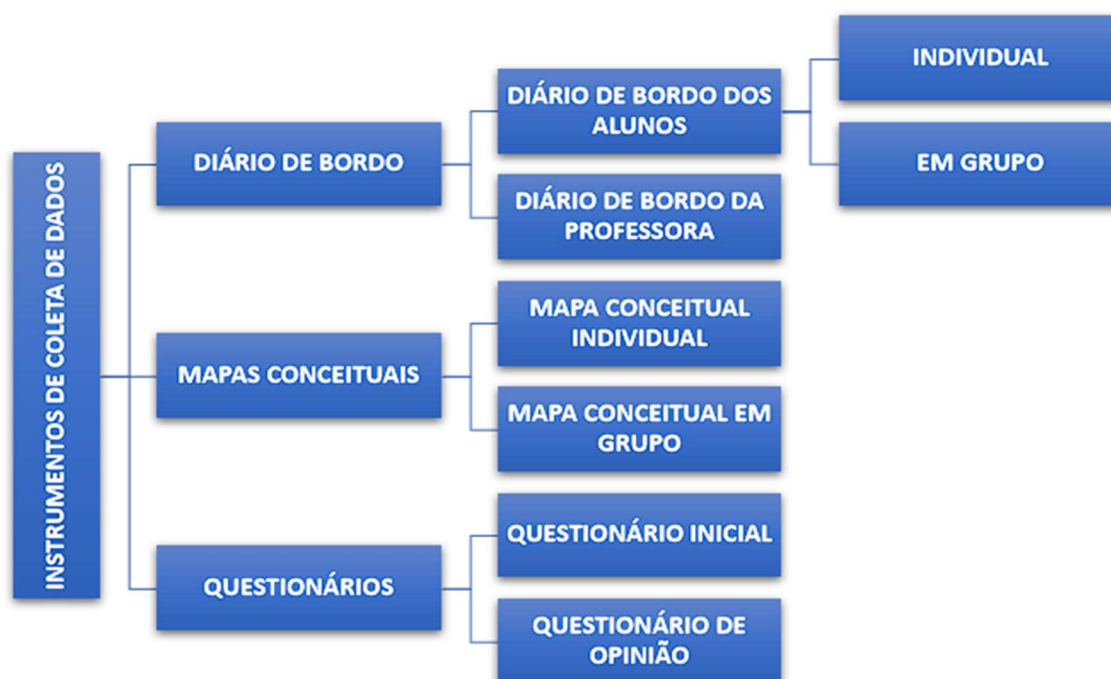 INSTRUMENTOS DE COLETA DE DADOS
DIÁRIO DE BORDO
DIÁRIO DE BORDO DOS
ALUNOS
INDIVIDUAL
EM GRUPO
DIÁRIO DE BORDO DA
PROFESSORA
MAPAS CONCEITUAIS
MAPA CONCEITUAL
INDIVIDUAL
MAPA CONCEITUAL EM
GRUPO
QUESTIONÁRIOS
QUESTIONÁRIO INICIAL
QUESTIONÁRIO DE
OPINIÃO